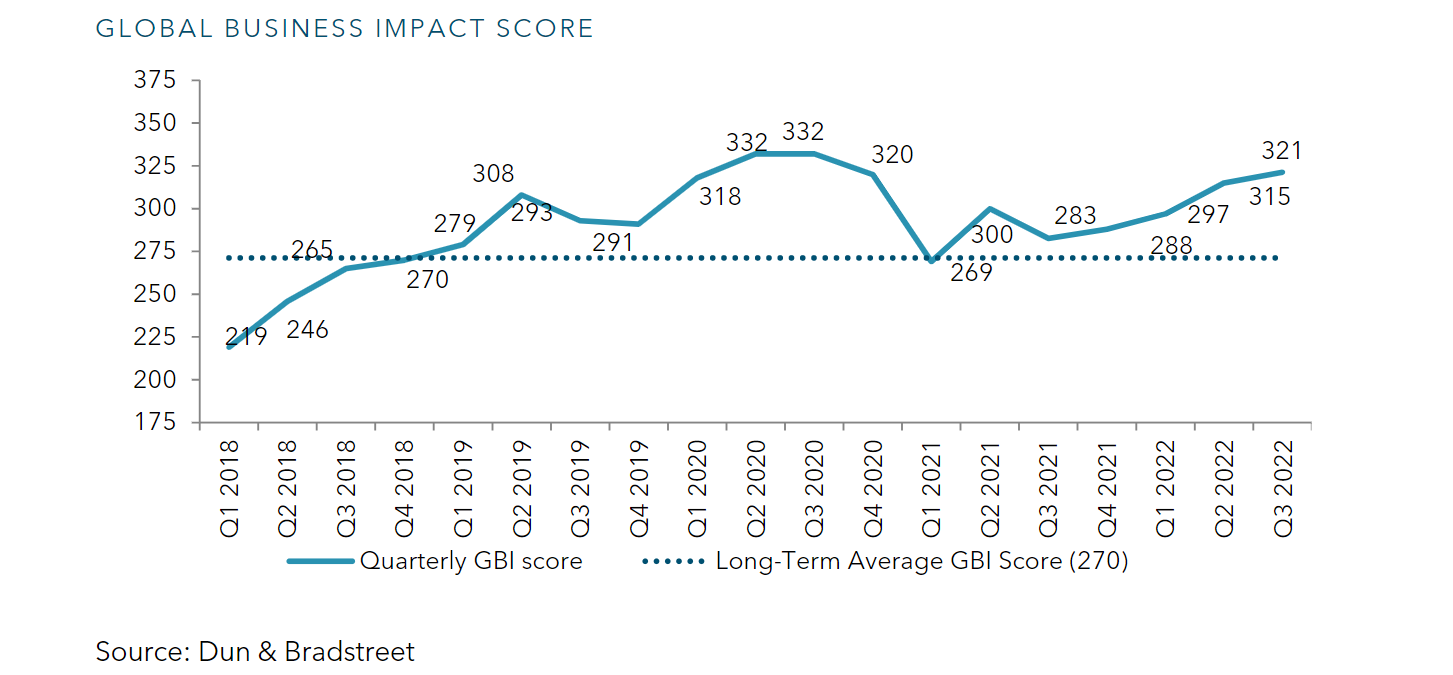 GLOBAL BUSINESS IMPACT SCORE
375
350
325
300
275
250
225
200
175
219
246
265
270
279
308
293
291
318
332
332
320
269
300
283
288
297
315
321
Q1 2018
Q2 2018
Q3 2018
Q4 2018
Q1 2019
Q2 2019
Q3 2019
Q4 2019
Q1 2020
Q2 2020
Q3 2020
Q4 2020
Q1 2021
Q2 2021
Q3 2021
Q4 2021
Q1 2022
Q2 2022
Q3 2022
Quarterly GBI score
Long-Term Average GBI Score (270)
Source: Dun & Bradstreet